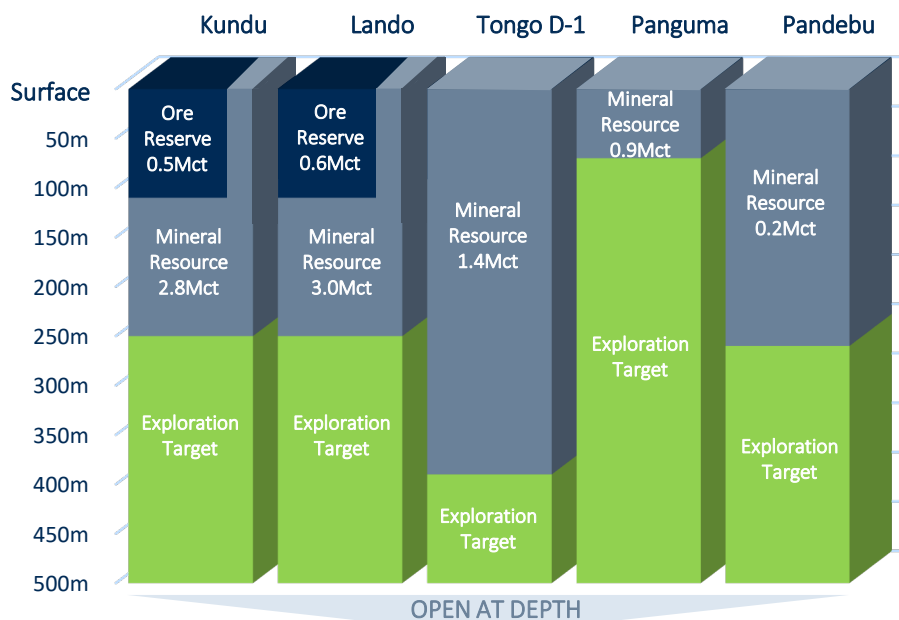 Kundu
Lando
Tongo D-1
Panguma
Pandebu
Surface
50m
100m
150m
200m
250m
300m
350m
400m
450m
500m
Ore
Reserve
0.5Mct
Mineral
Resource
2.8Mct
Exploration
Target
Ore
Reserve
0.6Mct
Mineral
Resource
3.0Mct
Exploration
Target
Mineral
Resource
1.4Mct
Exploration
Target
Mineral
Resource
0.9Mct
Exploration
Target
Mineral
Resource
0.2Mct
Exploration
Target
OPEN AT DEPTH